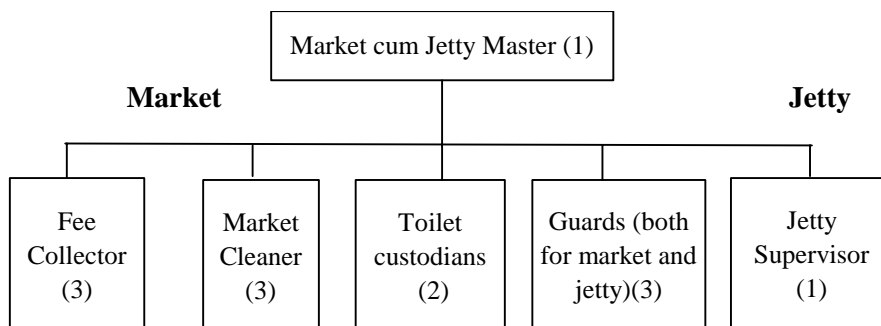 Market cum Jetty Master (1)
Market
Jetty
Fee
Collector
(3)
Market
Cleaner
(3)
Toilet
custodians
(2)
Guards (both
for market and
jetty)(3)
Jetty
Supervisor
(1)